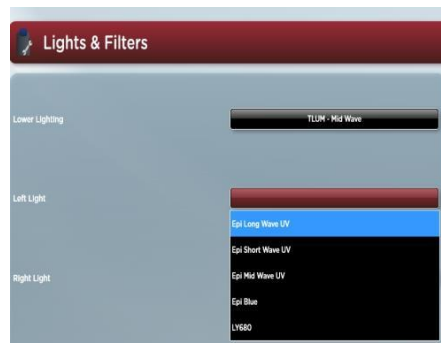 Lights & Filters
Lower Lighting
TLUM - Mid Wave
Left Light
Epi Long Wave UV
Epi Short Wave UV
Right Light
Epi Mid Wave UV
Epi Blue
LY680